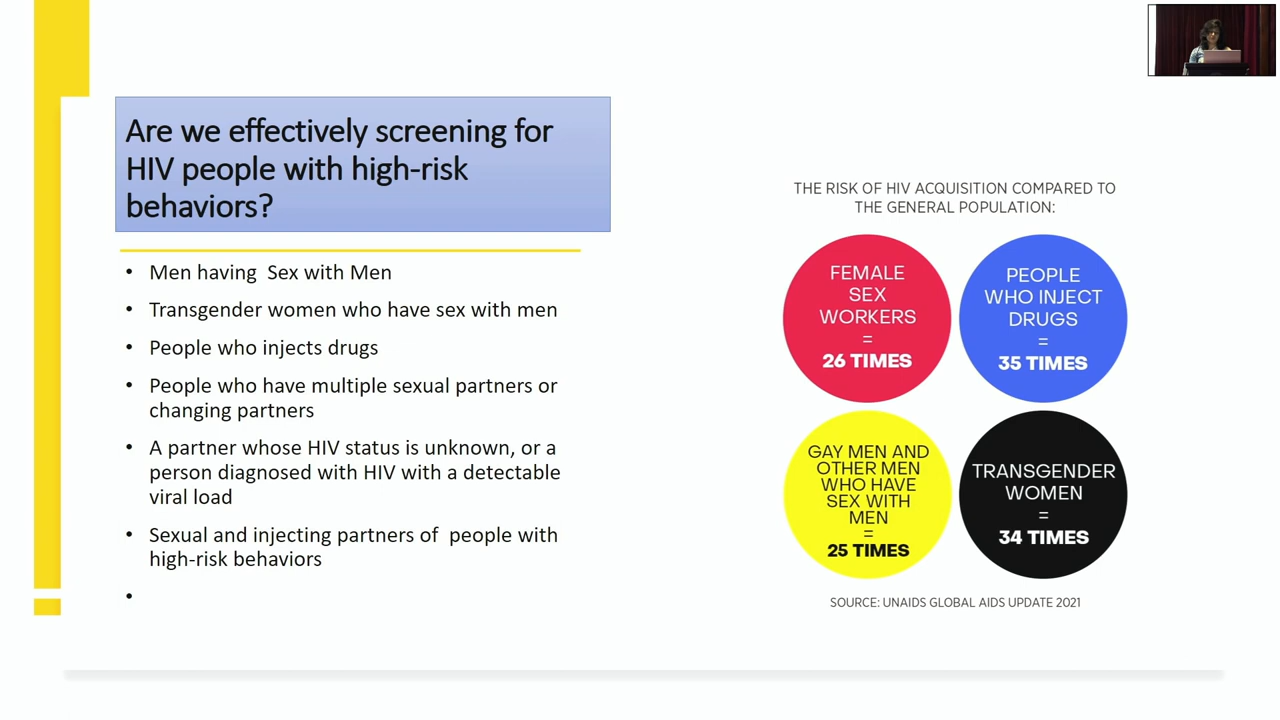 Are we effectively screening for
HIV people with high-risk
behaviors?
• Men having  Sex with Men
• Transgender women who have sex with men
• People who injects drugs
• People who have multiple sexual partners or
changing partners
• A partner whose HIV status is unknown, or a
person diagnosed with HIV with a detectable
viral load
• Sexual and injecting partners of  people with
high-risk behaviors
•
THE RISK OF HIV ACQUISITION COMPARED TO
THE GENERAL POPULATION:
FEMALE
SEX
WORKERS
=
26 TIMES
PEOPLE
WHO INJECT
DRUGS
=
35 TIMES
GAY MEN AND
OTHER MEN
WHO HAVE
SEX WITH
MEN
=
25 TIMES
TRANSGENDER
WOMEN
=
34 TIMES
SOURCE: UNAIDS GLOBAL AIDS UPDATE 2021